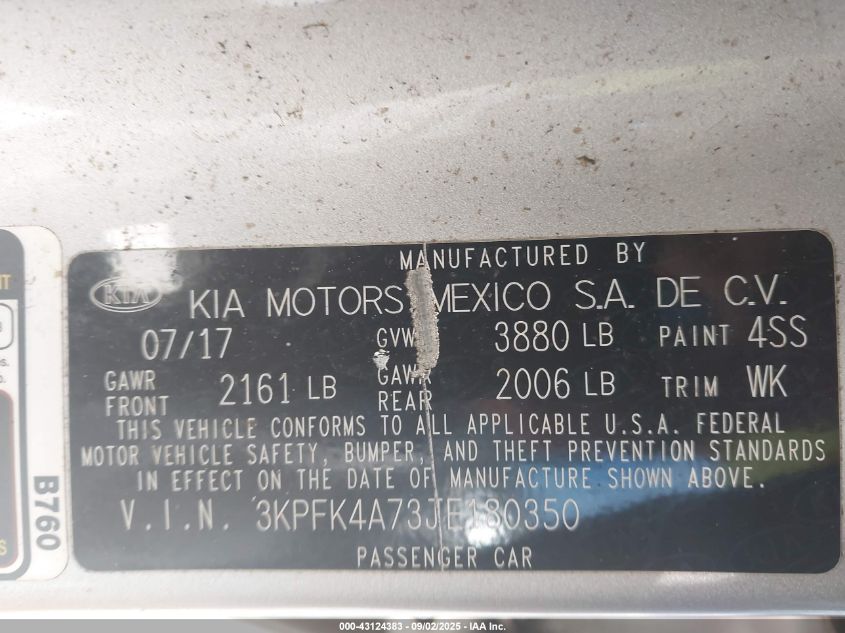 MANUFACTURED BY
KIA KIA MOTORS MEXICO S.A. DE C.V.
07/17 GVW 3880 LB PAINT 4SS
GAWR FRONT 2161 LB GAWR REAR 2006 LB TRIM WK
THIS VEHICLE CONFORMS TO ALL APPLICABLE U.S.A. FEDERAL
MOTOR VEHICLE SAFETY, BUMPER, AND THEFT PREVENTION STANDARDS
IN EFFECT ON THE DATE OF MANUFACTURE SHOWN ABOVE.
V.I.N. 3KPFK4A73JE180350
PASSENGER CAR
B760
000-43124383 - 09/02/2025 - IAA Inc.